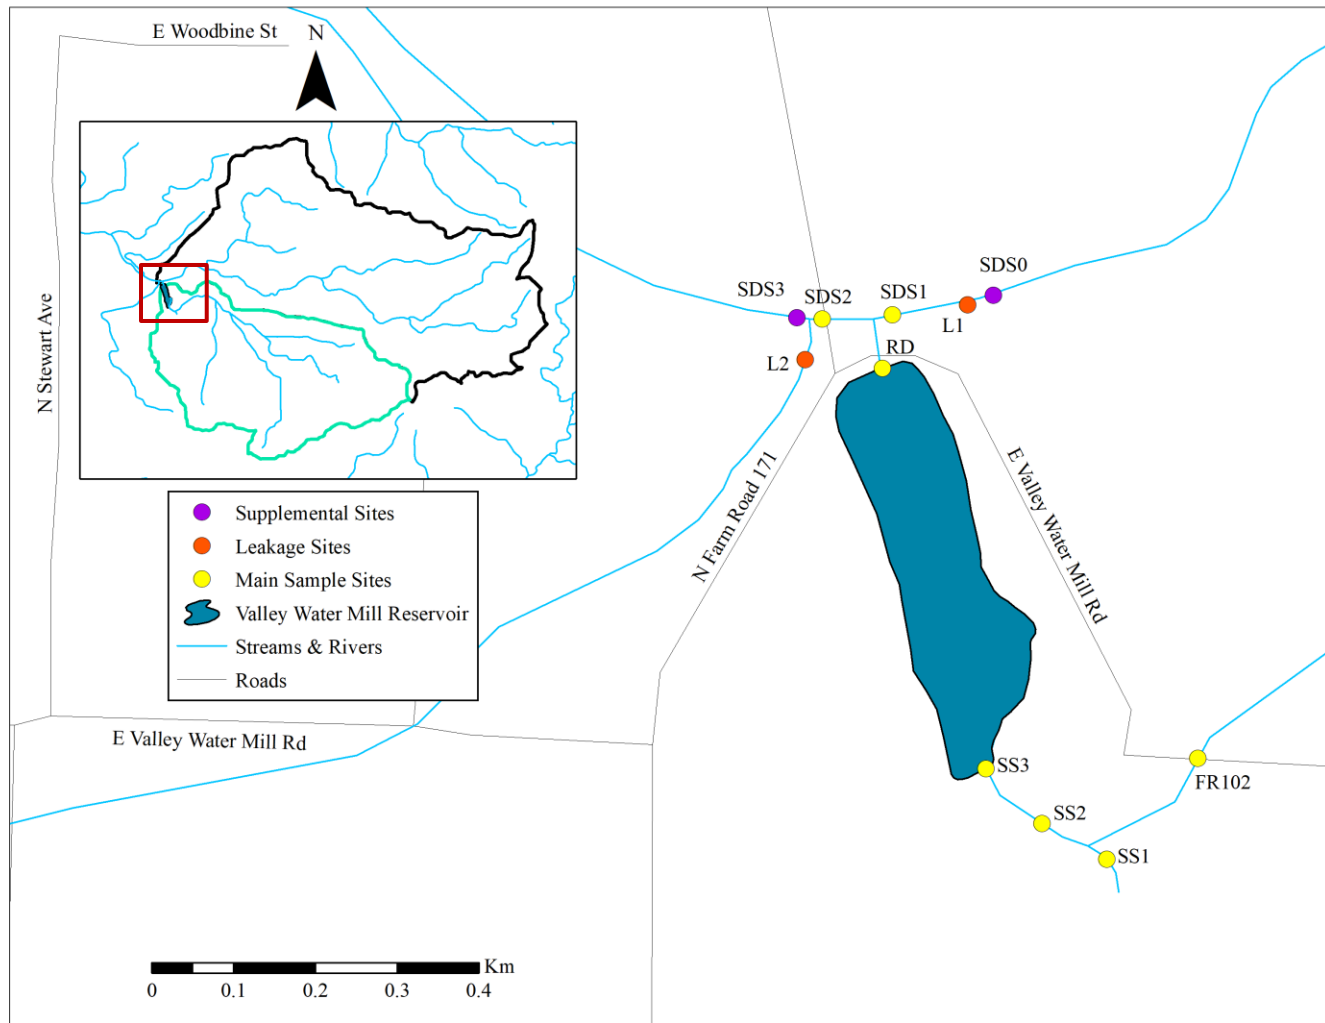 E Woodbine St
N
N Stewart Ave
SDS0
SDS3
SDS2
SDS1
L1
RD
L2
N Farm Road 171
E Valley Water Mill Rd
Supplemental Sites
Leakage Sites
Main Sample Sites
Valley Water Mill Reservoir
Streams & Rivers
Roads
E Valley Water Mill Rd
SS3
FR102
SS2
SS1
Km
0 0.1 0.2 0.3 0.4